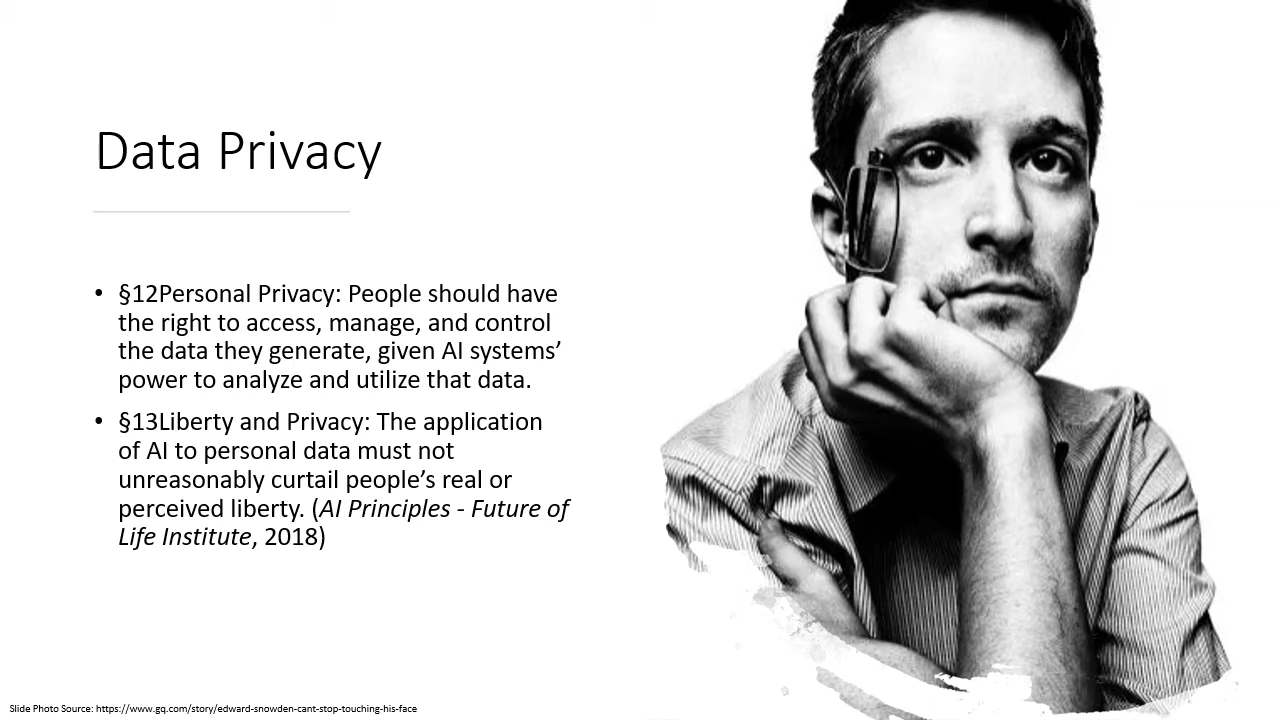 Data Privacy
• §12Personal Privacy: People should have
the right to access, manage, and control
the data they generate, given AI systems’
power to analyze and utilize that data.
• §13Liberty and Privacy: The application
of AI to personal data must not
unreasonably curtail people’s real or
perceived liberty. (AI Principles - Future of
Life Institute, 2018)
Slide Photo Source: https://www.gq.com/story/edward-snowden-cant-stop-touching-his-face